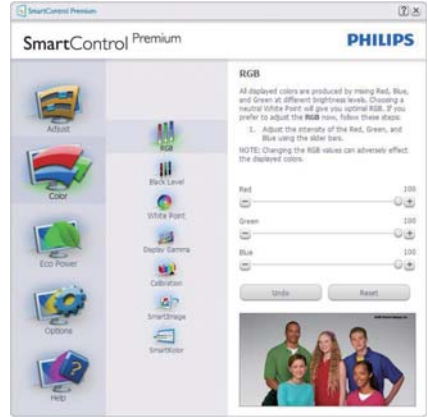 SmartControl Premium
SmartControl Premium
PHILIPS
Adjust
Color
Eco Power
Options
Help
RGB
Black Level
White Point
Display Gamma
Calibration
SmartImage
SmartKolor
RGB
All displayed colors are produced by mixing Red, Blue,
and Green at different brightness levels. Choosing a
neutral White Point will give you optimal RGB. If you
prefer to adjust the RGB now, follow these steps:
1. Adjust the intensity of the Red, Green, and
Blue using the slider bars.
NOTE: Changing the RGB values can adversely effect
the displayed colors.
Red 100
Green 100
Blue 100
Undo Reset